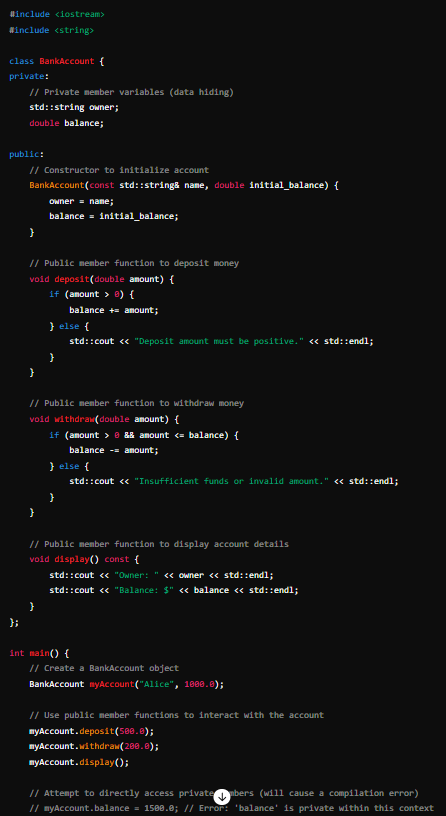 #include <iostream>
#include <string>

class BankAccount {
private:
    // Private member variables (data hiding)
    std::string owner;
    double balance;

public:
    // Constructor to initialize account
    BankAccount(const std::string& name, double initial_balance) {
        owner = name;
        balance = initial_balance;
    }

    // Public member function to deposit money
    void deposit(double amount) {
        if (amount > 0) {
            balance += amount;
        } else {
            std::cout << "Deposit amount must be positive." << std::endl;
        }
    }

    // Public member function to withdraw money
    void withdraw(double amount) {
        if (amount > 0 && amount <= balance) {
            balance -= amount;
        } else {
            std::cout << "Insufficient funds or invalid amount." << std::endl;
        }
    }

    // Public member function to display account details
    void display() const {
        std::cout << "Owner: " << owner << std::endl;
        std::cout << "Balance: $" << balance << std::endl;
    }
};

int main() {
    // Create a BankAccount object
    BankAccount myAccount("Alice", 1000.0);

    // Use public member functions to interact with the account
    myAccount.deposit(500.0);
    myAccount.withdraw(200.0);
    myAccount.display();

    // Attempt to directly access private members (will cause a compilation error)
    // myAccount.balance = 1500.0; // Error: 'balance' is private within this context